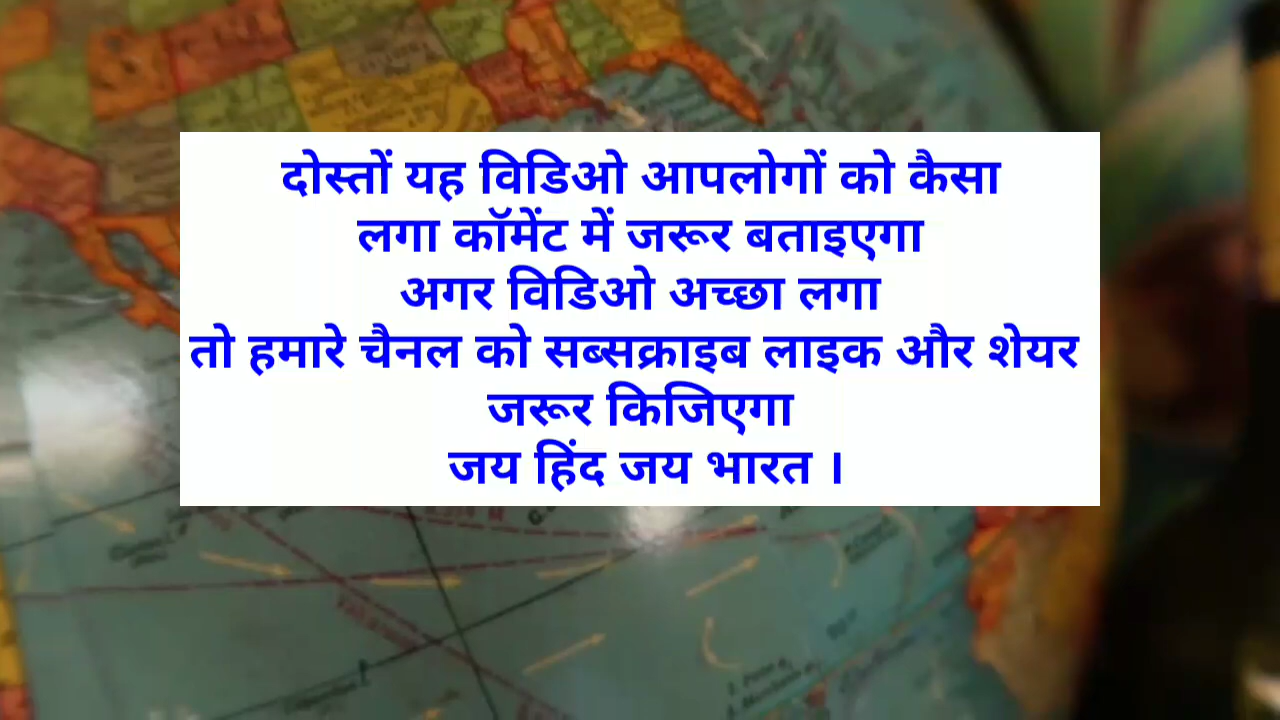 दोस्तों यह विडिओ आपलोगों को कैसा
लगा कॉमेंट में जरूर बताइएगा
अगर विडिओ अच्छा लगा
तो हमारे चैनल को सब्सक्राइब लाइक और शेयर
जरूर किजिएगा
जय हिंद जय भारत ।